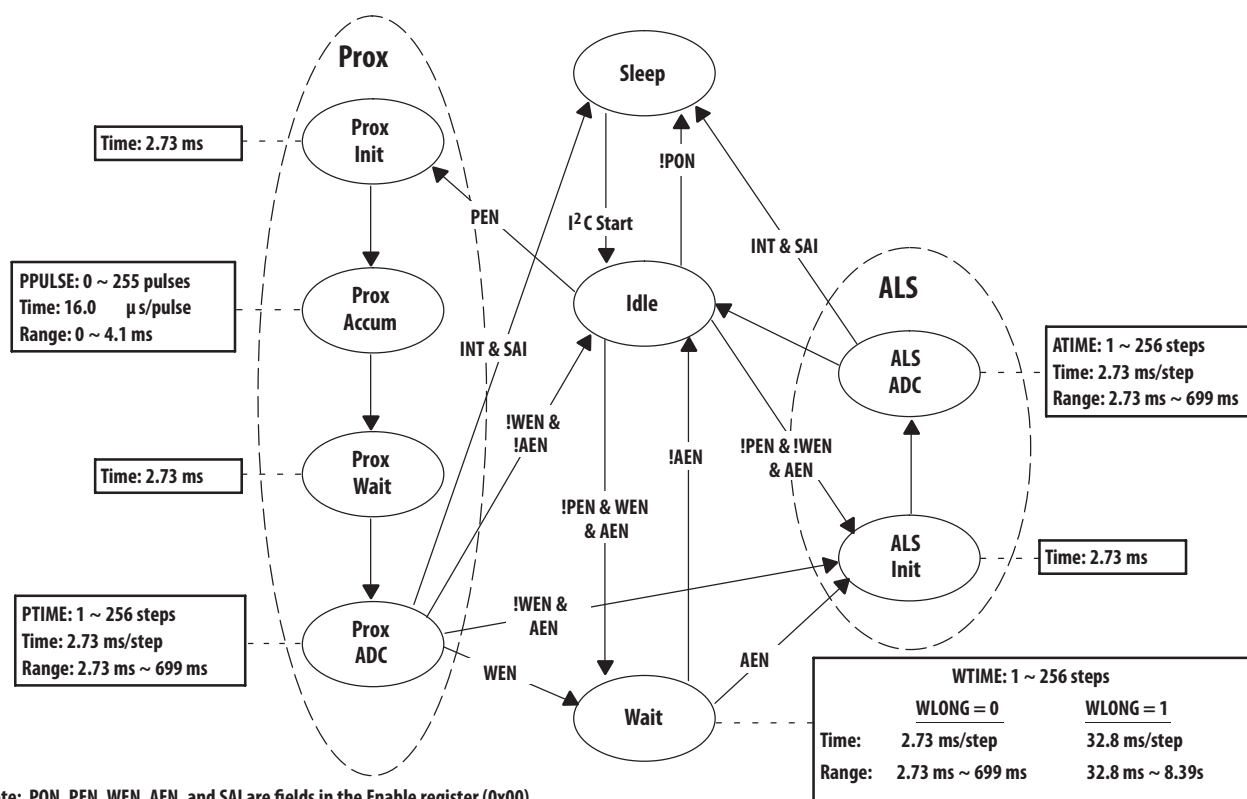 Prox
Sleep
Prox
Init
Time: 2.73 ms
!PON
PEN
I² C Start
INT & SAI
PPULSE: 0 ~ 255 pulses
Time: 16.0 µs/pulse
Range: 0 ~ 4.1 ms
Prox
Accum
Idle
ALS
INT & SAI
ALS
ADC
ATIME: 1 ~ 256 steps
Time: 2.73 ms/step
Range: 2.73 ms ~ 699 ms
!WEN &
!AEN
!AEN
!PEN & !WEN
& AEN
Time: 2.73 ms
Prox
Wait
!PEN & WEN
& AEN
ALS
Init
Time: 2.73 ms
PTIME: 1 ~ 256 steps
Time: 2.73 ms/step
Range: 2.73 ms ~ 699 ms
Prox
ADC
!WEN &
AEN
WEN
AEN
Wait
WTIME: 1 ~ 256 steps
WLONG = 0 WLONG = 1
Time: 2.73 ms/step 32.8 ms/step
Range: 2.73 ms ~ 699 ms 32.8 ms ~ 8.39s
PON, PEN, WEN, AEN, and SAI are fields in the Enable register (0x00)